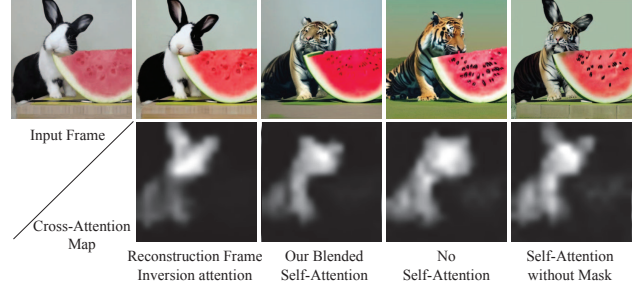 Input Frame
Cross-Attention
Map
Reconstruction Frame
Inversion attention
Our Blended
Self-Attention
No
Self-Attention
Self-Attention
without Mask